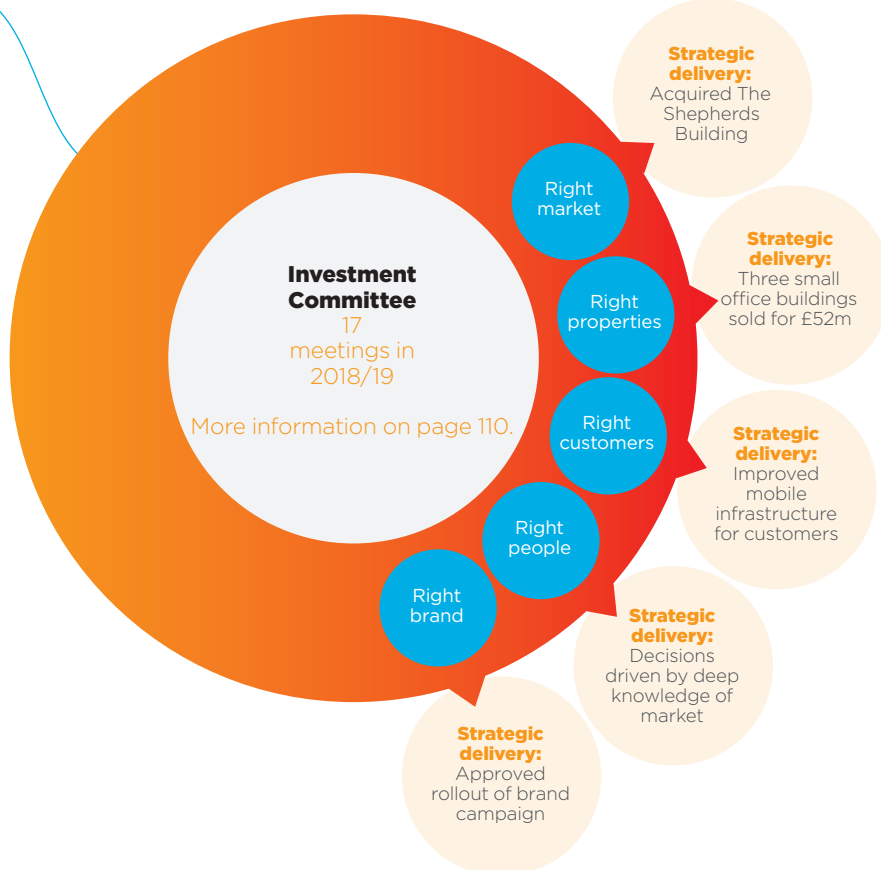 Investment
Committee
17
meetings in
2018/19
More information on page 110.
Right
market
Strategic
delivery:
Acquired The
Shepherds
Building
Right
properties
Strategic
delivery:
Three small
office buildings
sold for £52m
Right
customers
Strategic
delivery:
Improved
mobile
infrastructure
for customers
Right
people
Strategic
delivery:
Decisions
driven by deep
knowledge of
market
Right
brand
Strategic
delivery:
Approved
rollout of brand
campaign